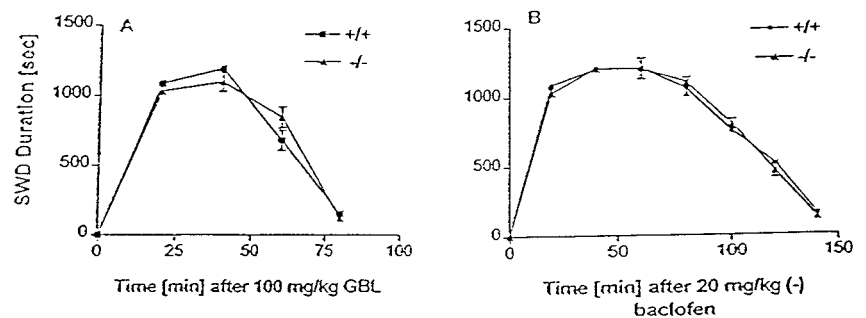 A
1500
1000
500
0
SWD Duration [sec]
+/+
-/-
0 25 50 75 100
Time [min] after 100 mg/kg GBL
B
1500
1000
500
0
+/+
-/-
0 50 100 150
Time [min] after 20 mg/kg (-)
baclofen